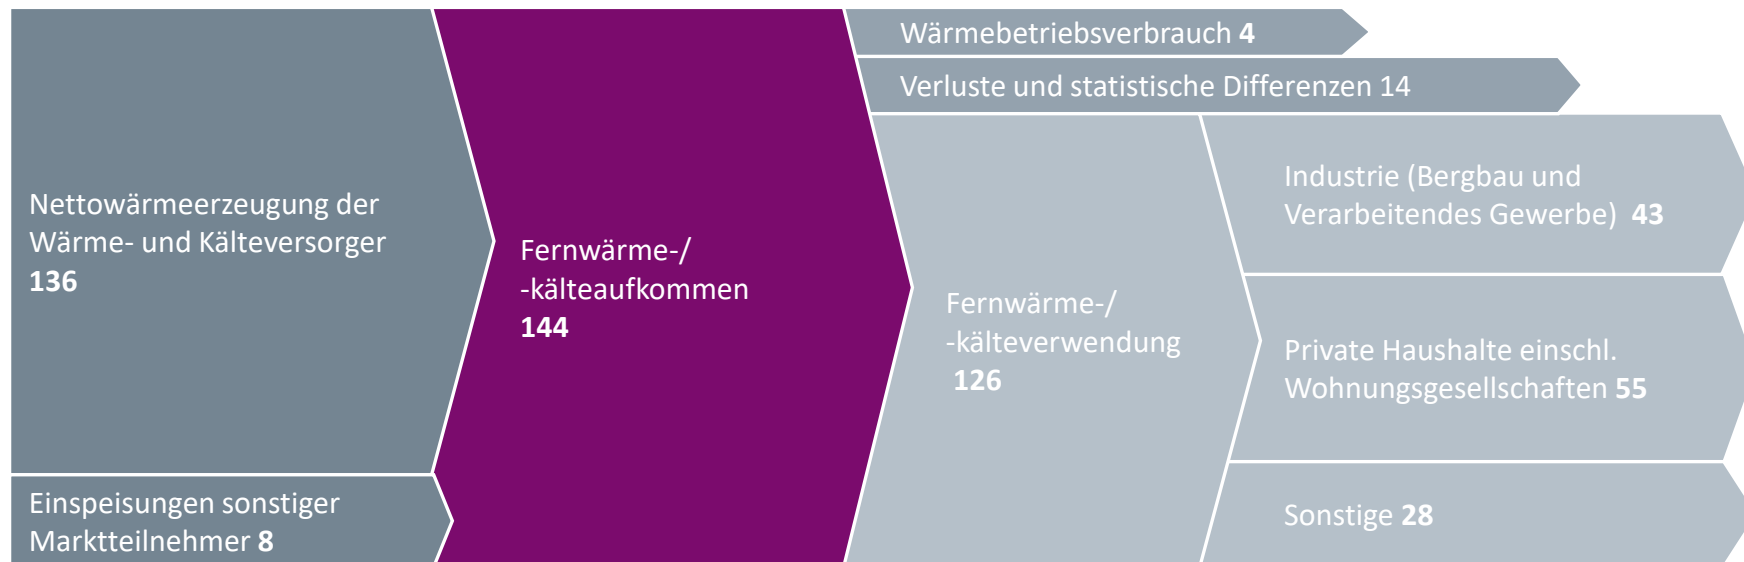 Nettowärmeerzeugung der
Wärme- und Kälteversorger
136
Einspeisungen sonstiger
Marktteilnehmer 8
Fernwärme-/
-kälteaufkommen
144
Wärmebetriebsverbrauch 4
Verluste und statistische Differenzen 14
Fernwärme-/
-kälteverwendung
126
Industrie (Bergbau und
Verarbeitendes Gewerbe) 43
Private Haushalte einschl.
Wohnungsgesellschaften 55
Sonstige 28